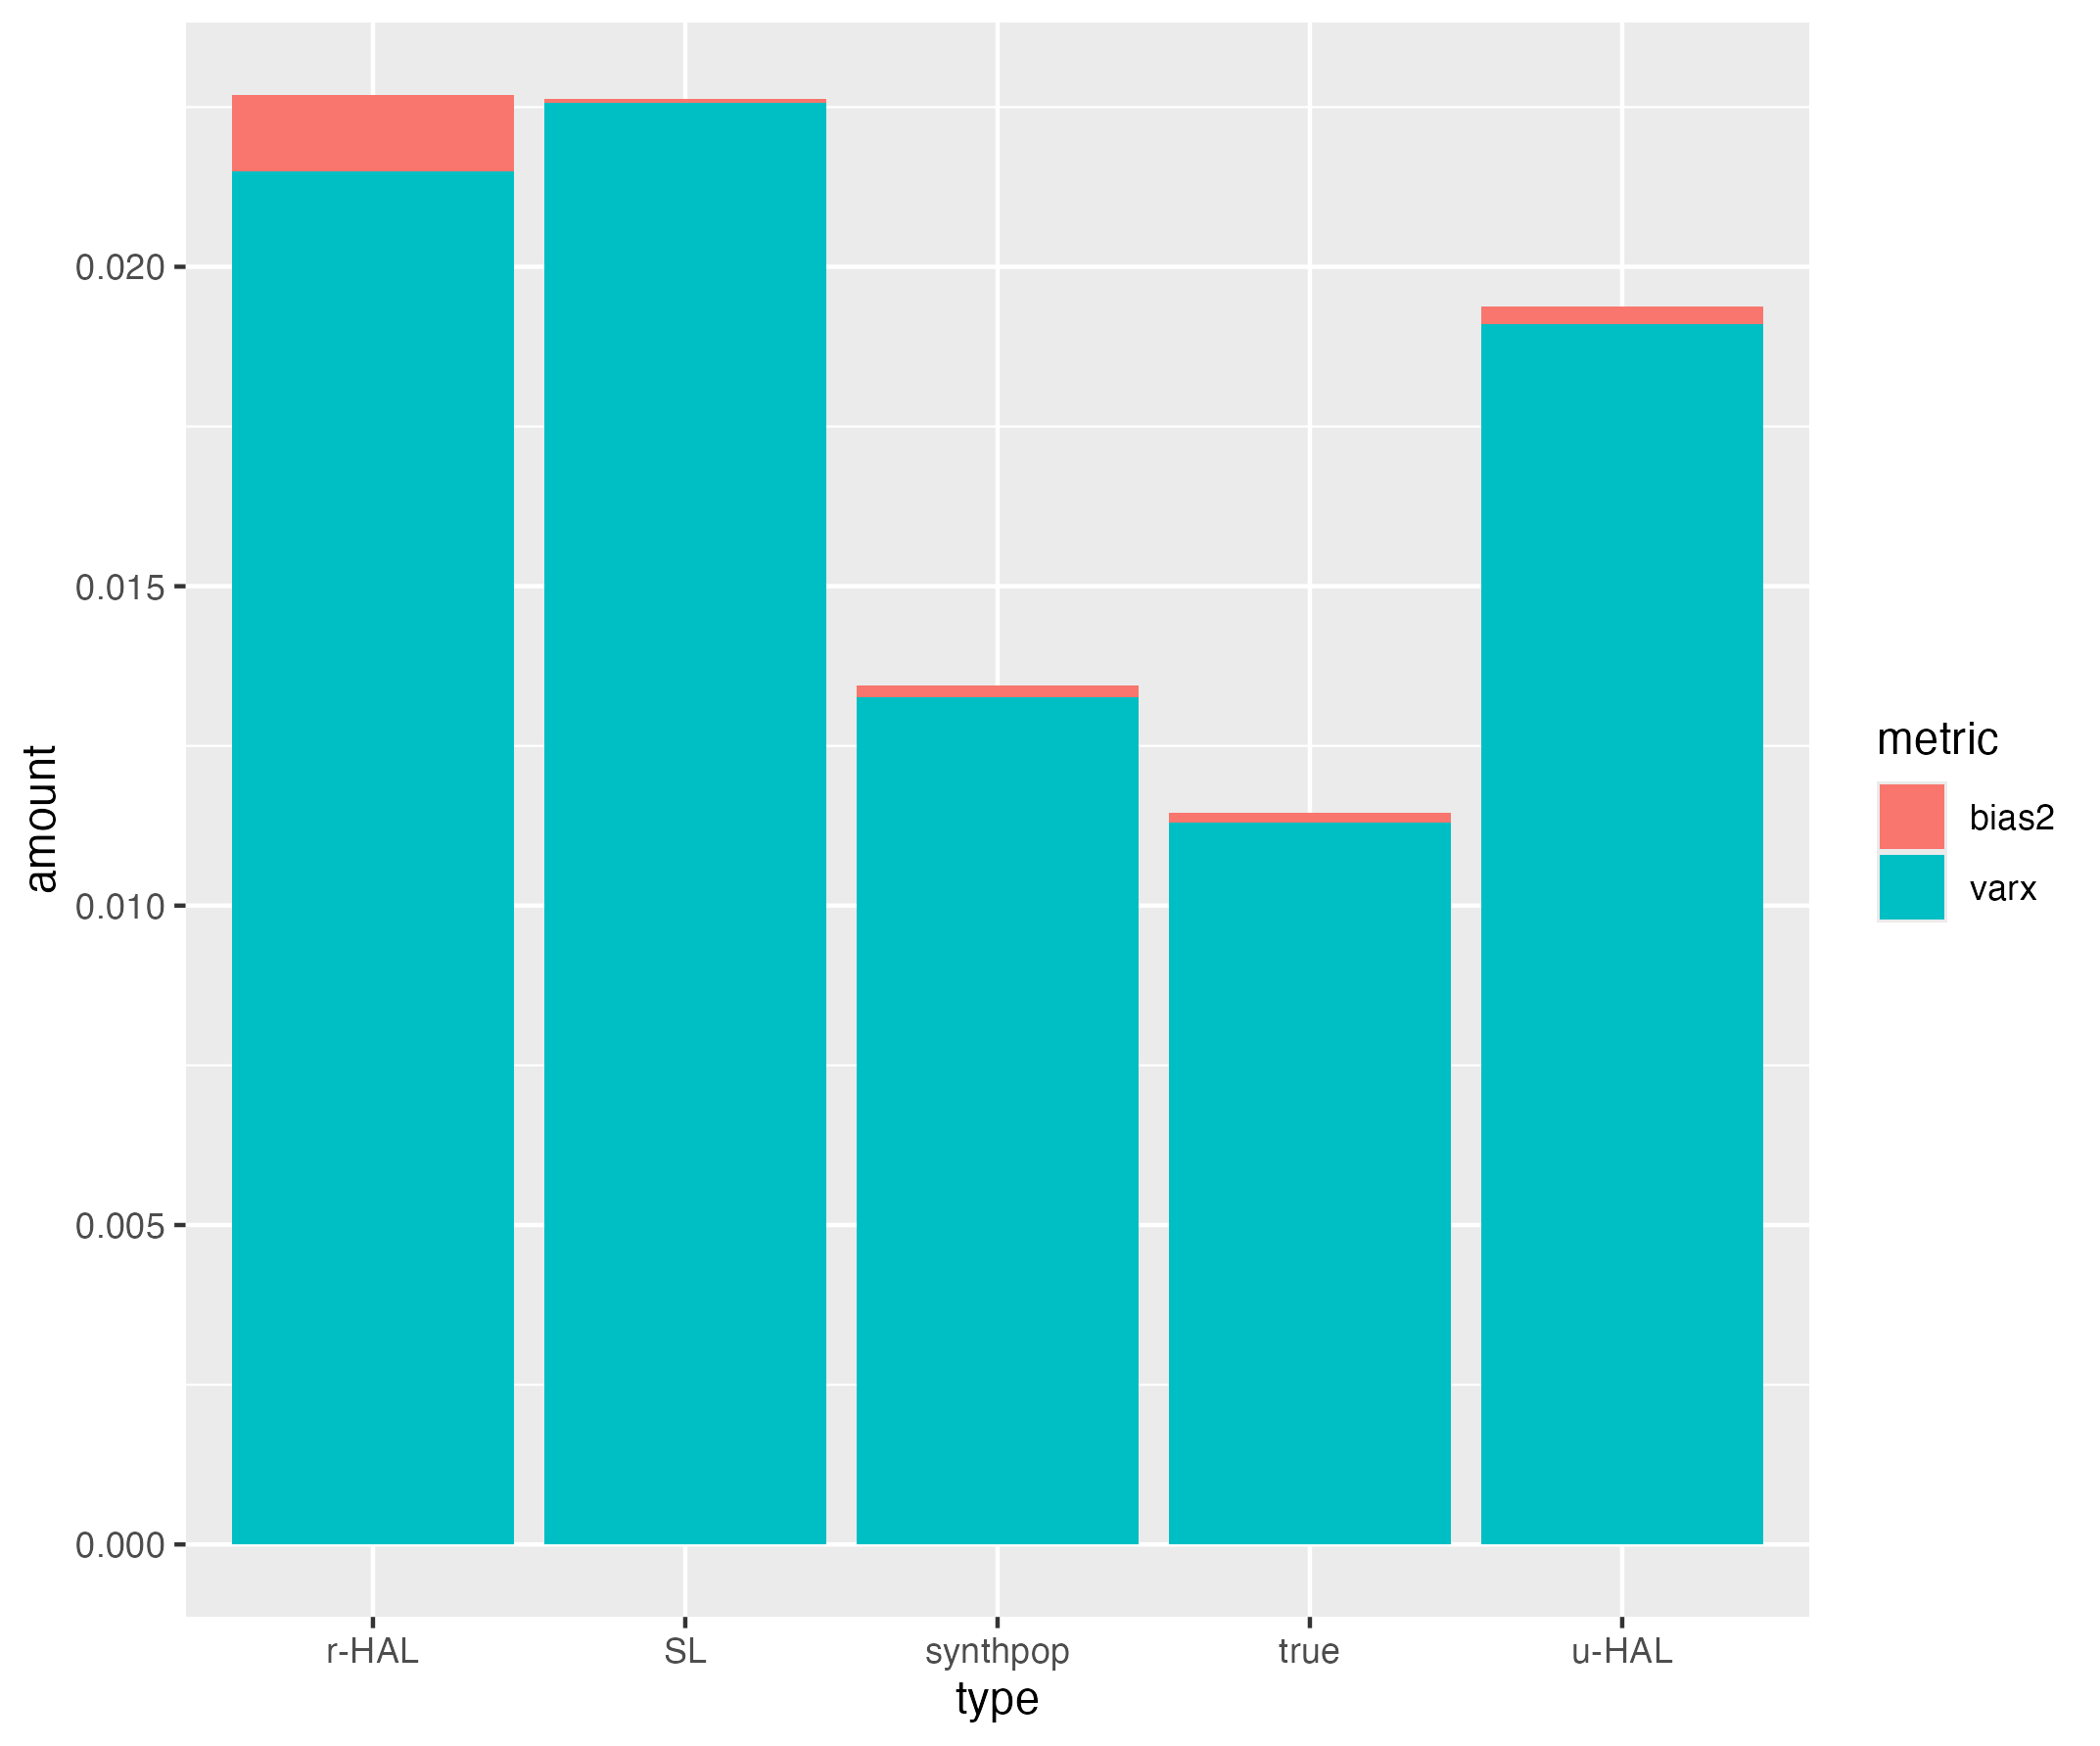 amount
0.020
0.015
0.010
0.005
0.000
r-HAL SL synthpop true u-HAL
type
metric
bias2
varx